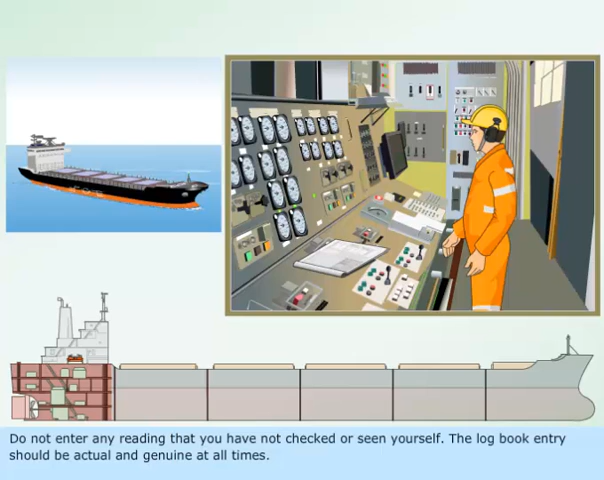 Do not enter any reading that you have not checked or seen yourself. The log book entry
should be actual and genuine at all times.